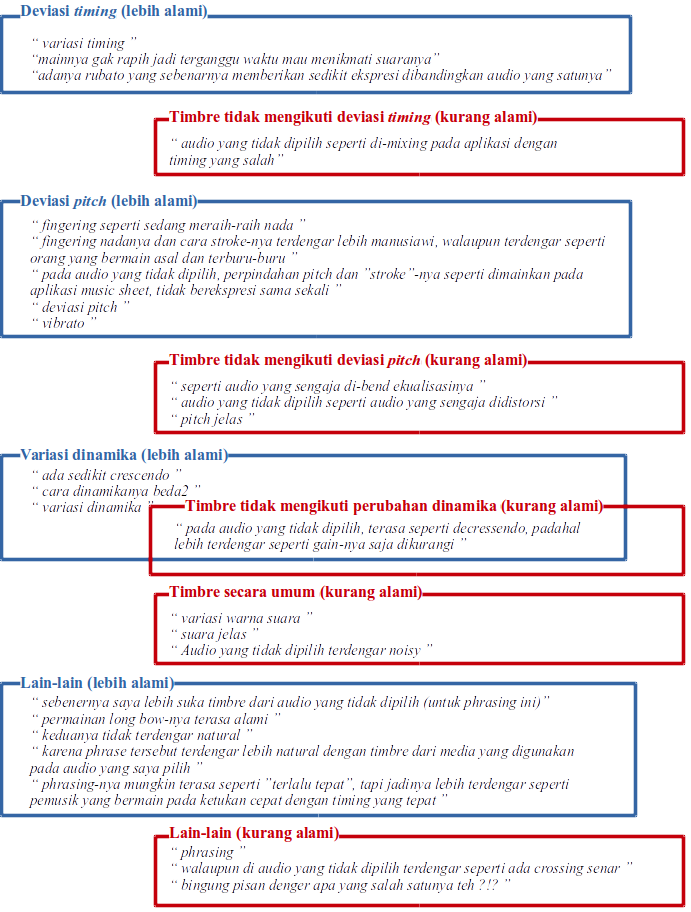 Deviasi timing (lebih alami)
“ variasi timing ”
“mainnya gak rapih jadi terganggu waktu mau menikmati suaranya”
“adanya rubato yang sebenarnya memberikan sedikit ekspresi dibandingkan audio yang satunya”
Timbre tidak mengikuti deviasi timing (kurang alami)
“ audio yang tidak dipilih seperti di-mixing pada aplikasi dengan
timing yang salah”
Deviasi pitch (lebih alami)
“ fingering seperti sedang meraih-raih nada ”
“ fingering nadanya dan cara stroke-nya terdengar lebih manusiawi, walaupun terdengar seperti
orang yang bermain asal dan terburu-buru ”
“ pada audio yang tidak dipilih, perpindahan pitch dan ”stroke”-nya seperti dimainkan pada
aplikasi music sheet, tidak berekspresi sama sekali ”
“ deviasi pitch ”
“ vibrato ”
Timbre tidak mengikuti deviasi pitch (kurang alami)
“ seperti audio yang sengaja di-bend ekualisasinya ”
“ audio yang tidak dipilih seperti audio yang sengaja didistorsi ”
“ pitch jelas ”
Variasi dinamika (lebih alami)
“ ada sedikit crescendo ”
“ cara dinamikanya beda2 ”
“ variasi dinamika ”
Timbre tidak mengikuti perubahan dinamika (kurang alami)
“ pada audio yang tidak dipilih, terasa seperti decressendo, padahal
lebih terdengar seperti gain-nya saja dikurangi ”
Timbre secara umum (kurang alami)
“ variasi warna suara ”
“ suara jelas ”
“ Audio yang tidak dipilih terdengar noisy ”
Lain-lain (lebih alami)
“ sebenernya saya lebih suka timbre dari audio yang tidak dipilih (untuk phrasing ini)”
“ permainan long bow-nya terasa alami ”
“ keduanya tidak terdengar natural ”
“ karena phrase tersebut terdengar lebih natural dengan timbre dari media yang digunakan
pada audio yang saya pilih ”
“ phrasing-nya mungkin terasa seperti ”terlalu tepat”, tapi jadinya lebih terdengar seperti
pemusik yang bermain pada ketukan cepat dengan timing yang tepat ”
Lain-lain (kurang alami)
“ phrasing ”
“ walaupun di audio yang tidak dipilih terdengar seperti ada crossing senar ”
“ bingung pisan denger apa yang salah satunya teh ?!? ”